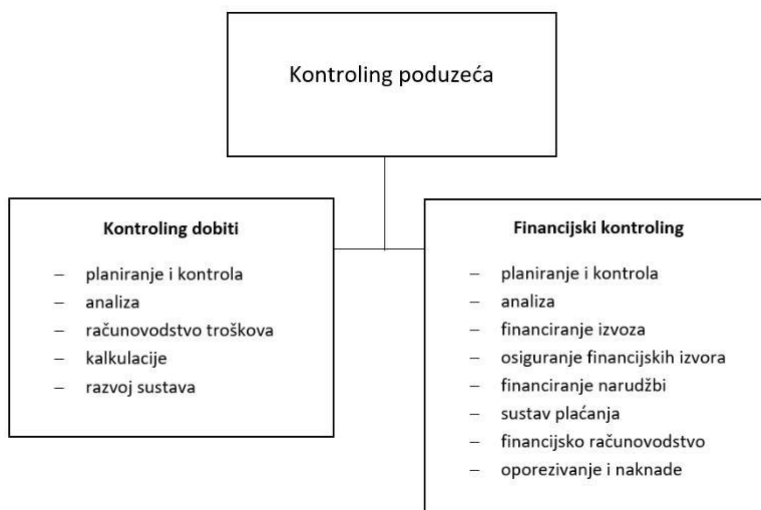 Kontroling poduzeća
Kontroling dobiti
– planiranje i kontrola
– analiza
– računovodstvo troškova
– kalkulacije
– razvoj sustava
Financijski kontroling
– planiranje i kontrola
– analiza
– financiranje izvoza
– osiguranje financijskih izvora
– financiranje narudžbi
– sustav plaćanja
– financijsko računovodstvo
– oporezivanje i naknade